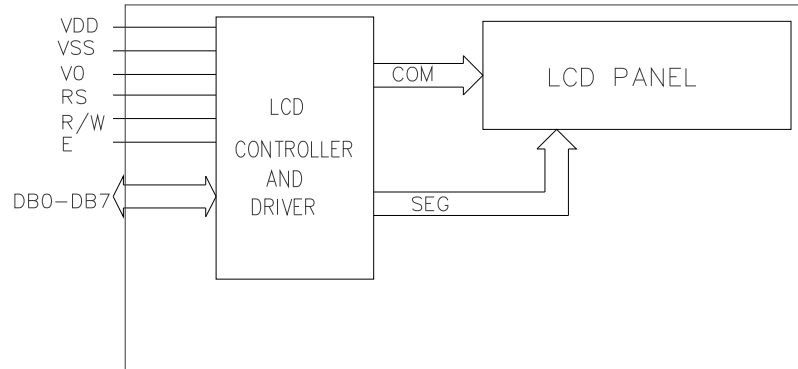 VDD
VSS
V0
RS
R/W
E
DB0-DB7
LCD
CONTROLLER
AND
DRIVER
COM
SEG
LCD PANEL